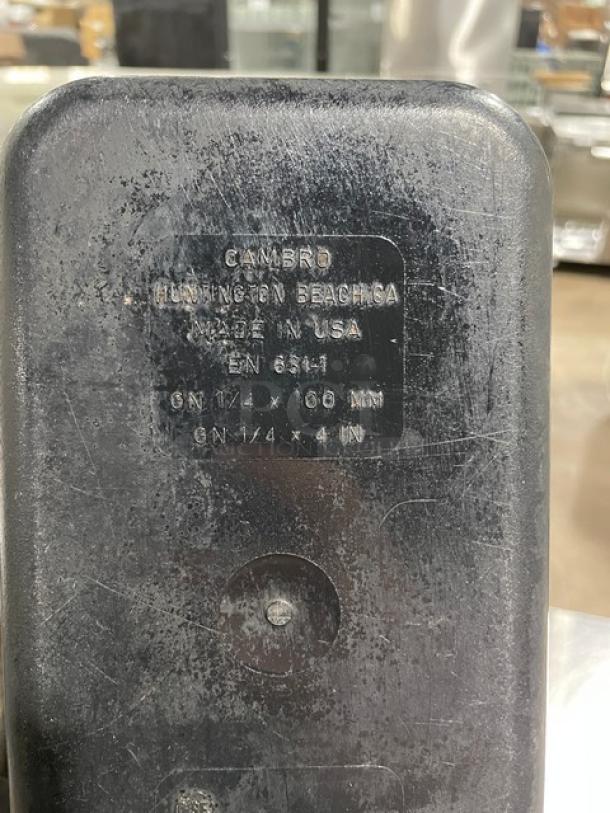 CAMBRO
HUNTINGTON BEACH, CA
MADE IN USA
EN 631-1
GN 1/4 x 100 MM
GN 1/4 x 4 IN